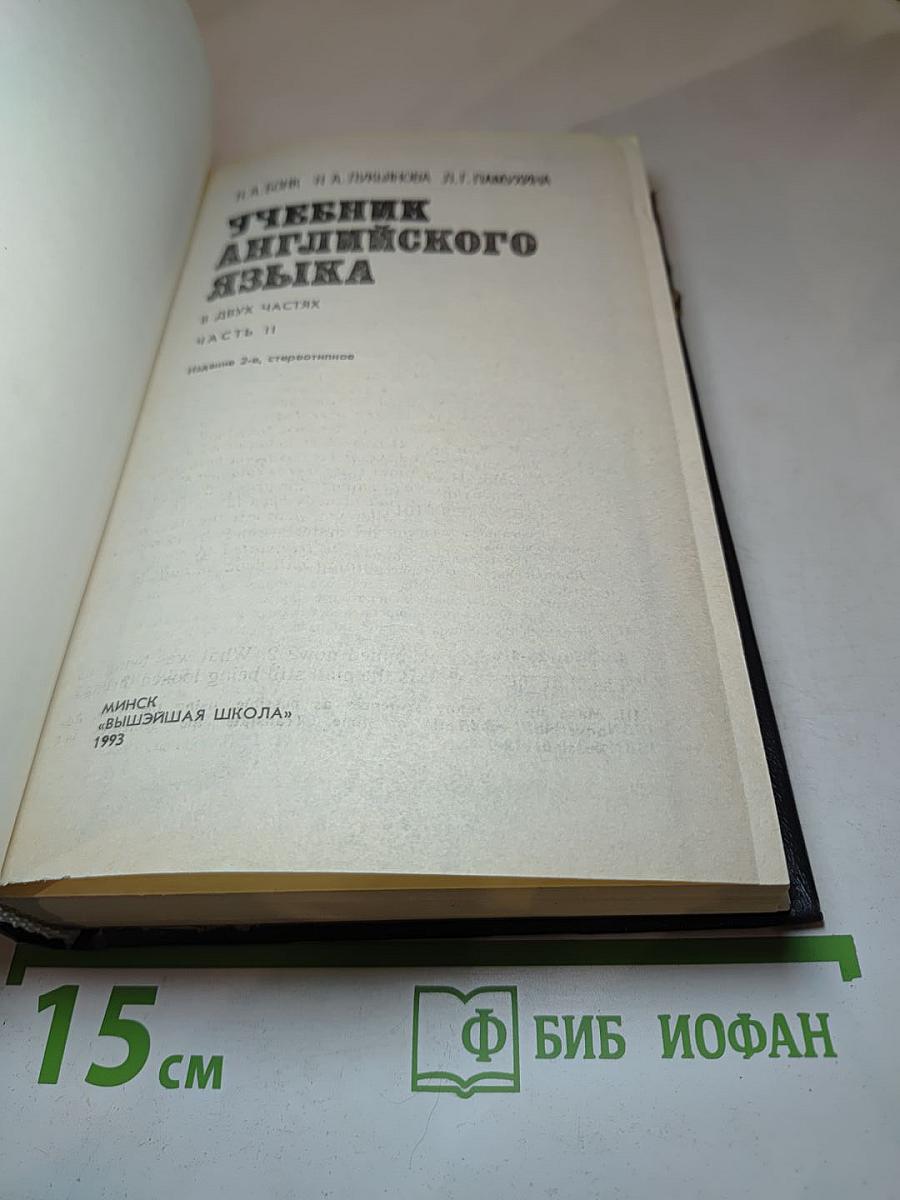 Н. А. БОНК Н. А. ЛУКЬЯНОВА Л. Г. ПАМУХИНА
УЧЕБНИК
АНГЛИЙСКОГО
ЯЗЫКА
В ДВУХ ЧАСТЯХ
ЧАСТЬ II
Издание 2-е, стереотипное
МИНСК
«ВЫШЭЙШАЯ ШКОЛА»
1993
15 см
Ф БИБ ИОФАН